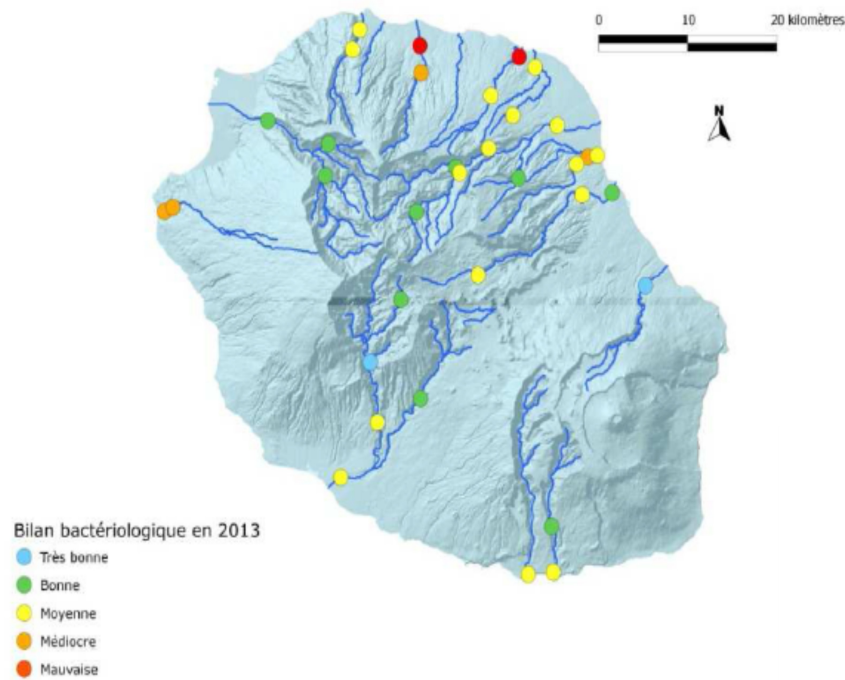 0 10 20 kilomètres
N
Bilan bactériologique en 2013
Très bonne
Bonne
Moyenne
Médiocre
Mauvaise